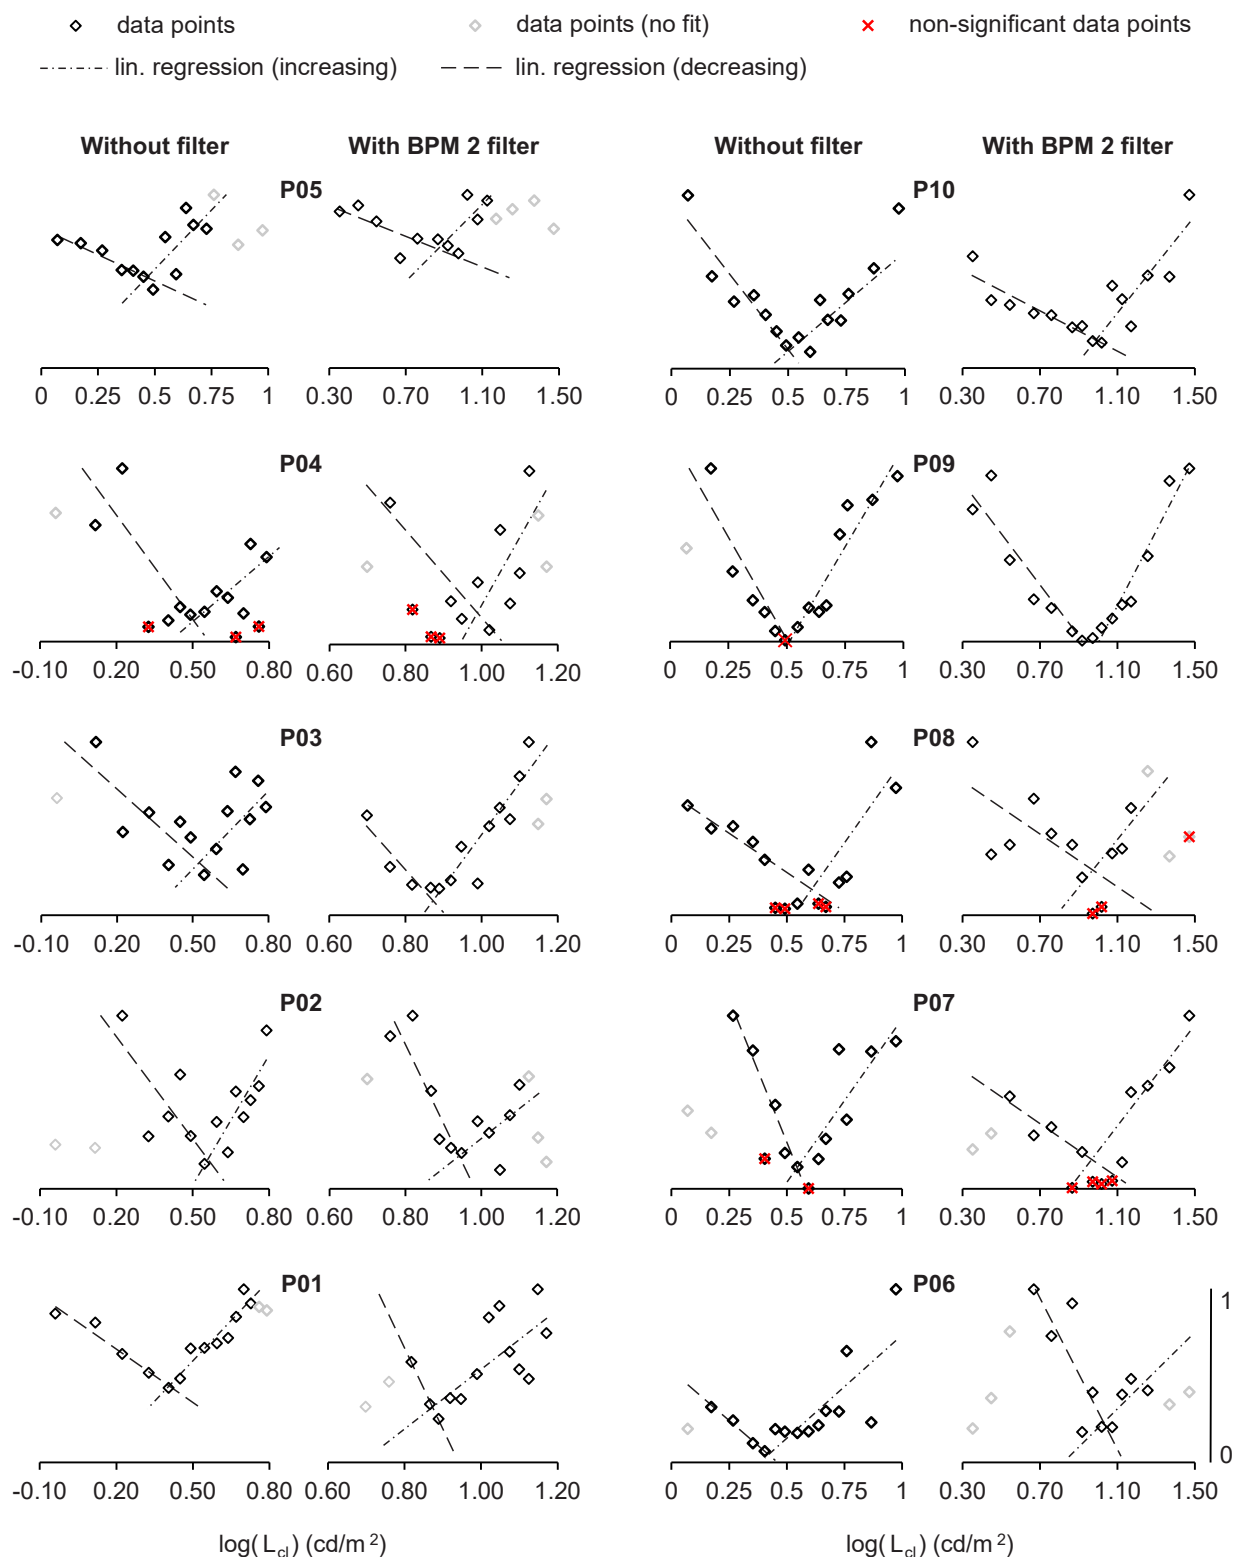 data points data points (no fit) non-significant data points
lin. regression (increasing) lin. regression (decreasing)
Without filter With BPM 2 filter Without filter With BPM 2 filter
P05 P10
0 0.25 0.5 0.75 1 0.30 0.70 1.10 1.50 0 0.25 0.5 0.75 1 0.30 0.70 1.10 1.50
P04 P09
-0.10 0.20 0.50 0.80 0.60 0.80 1.00 1.20 0 0.25 0.5 0.75 1 0.30 0.70 1.10 1.50
P03 P08
-0.10 0.20 0.50 0.80 0.60 0.80 1.00 1.20 0 0.25 0.5 0.75 1 0.30 0.70 1.10 1.50
P02 P07
-0.10 0.20 0.50 0.80 0.60 0.80 1.00 1.20 0 0.25 0.5 0.75 1 0.30 0.70 1.10 1.50
P01 P06 1
0
-0.10 0.20 0.50 0.80 0.60 0.80 1.00 1.20 0 0.25 0.5 0.75 1 0.30 0.70 1.10 1.50
log(L_cl) (cd/m²) log(L_cl) (cd/m²)